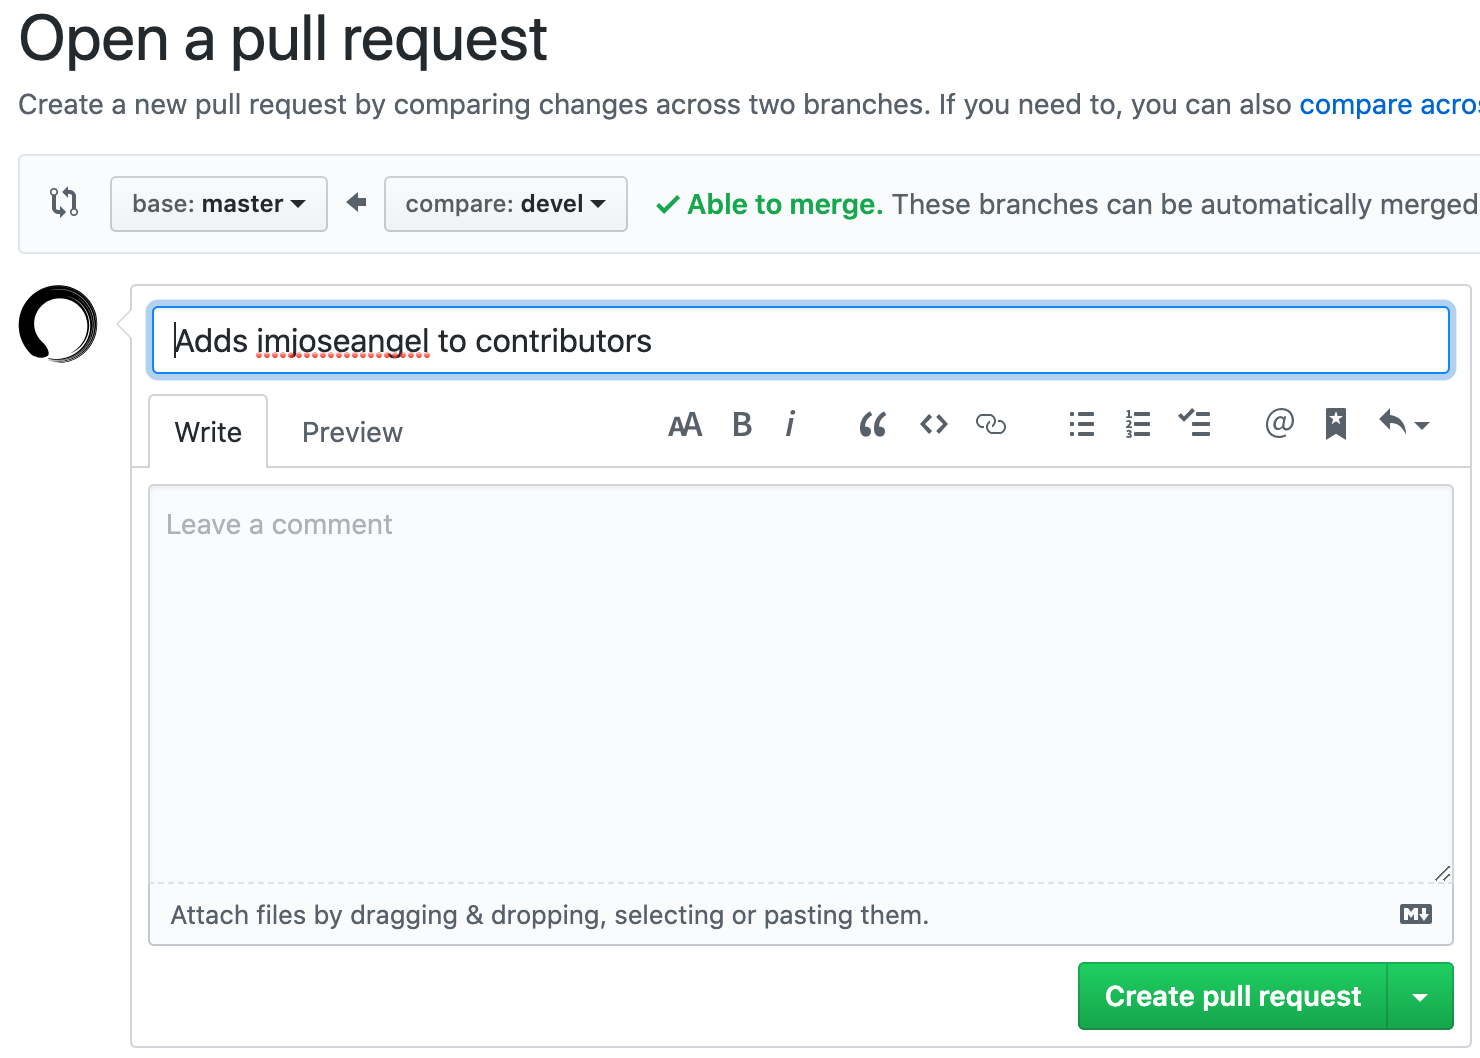 Open a pull request
Create a new pull request by comparing changes across two branches. If you need to, you can also compare
base: master compare: devel Able to merge. These branches can be automatically merged
Adds imjoseangel to contributors
Write Preview AA B i @
Leave a comment
Attach files by dragging & dropping, selecting or pasting them.
Create pull request